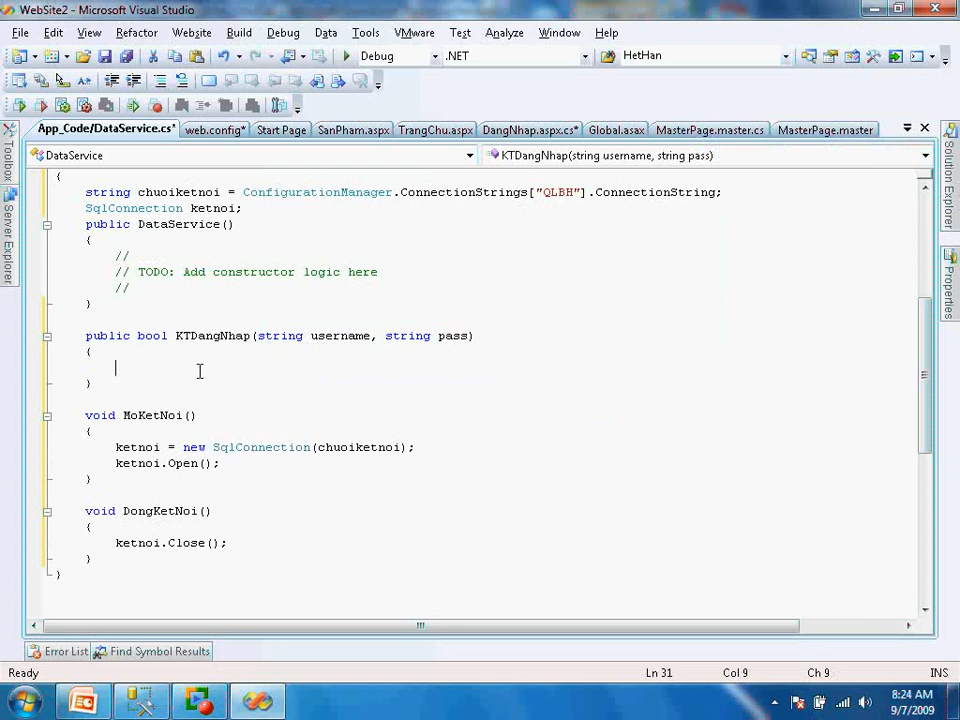 WebSite2 - Microsoft Visual Studio
File Edit View Refactor Website Build Debug Data Tools VMware Test Analyze Window Help
Debug .NET HetHan
App_Code/DataService.cs* web.config* Start Page SanPham.aspx TrangChu.aspx DangNhap.aspx.cs* Global.asax MasterPage.master.cs MasterPage.master
DataService KTDangNhap(string username, string pass)
{
string chuoiketnoi = ConfigurationManager.ConnectionStrings["QLBH"].ConnectionString;
SqlConnection ketnoi;
public DataService()
{
//
// TODO: Add constructor logic here
//
}
public bool KTDangNhap(string username, string pass)
{
}
void MoKetNoi()
{
ketnoi = new SqlConnection(chuoiketnoi);
ketnoi.Open();
}
void DongKetNoi()
{
ketnoi.Close();
}
}
Toolbox
Server Explorer
Solution Explorer
Properties
Error List Find Symbol Results
Ready Ln 31 Col 9 Ch 9 INS
8:24 AM
9/7/2009